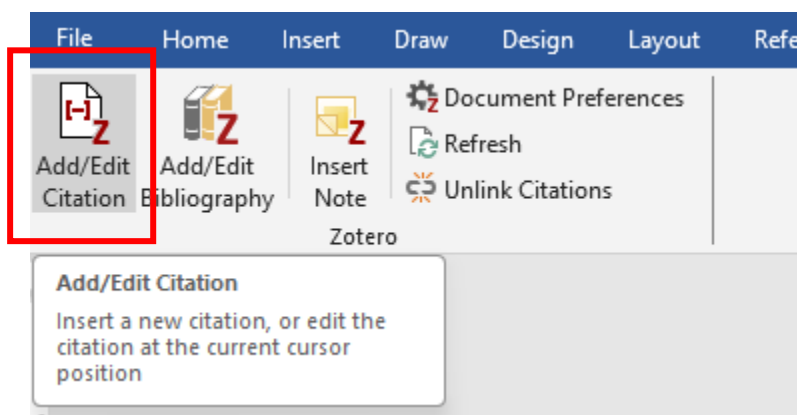 File Home Insert Draw Design Layout Refe
[-]Z
Z
Z
Z Document Preferences
Refresh
Unlink Citations
Add/Edit
Citation
Add/Edit
Bibliography
Insert
Note
Zotero
Add/Edit Citation
Insert a new citation, or edit the
citation at the current cursor
position